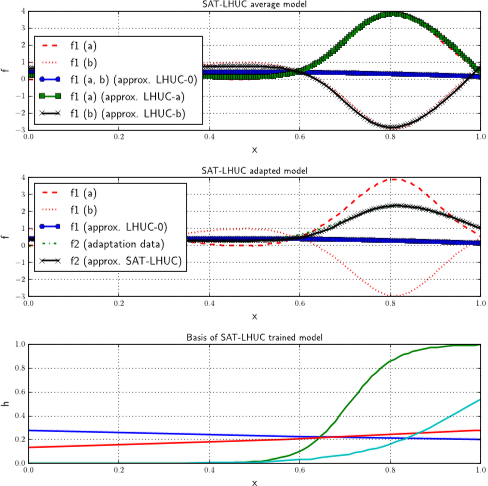 SAT-LHUC average model
4
3
2
1
0
−1
−2
−3
f
f1 (a)
f1 (b)
f1 (a, b) (approx. LHUC-0)
f1 (a) (approx. LHUC-a)
f1 (b) (approx. LHUC-b)
0.0 0.2 0.4 0.6 0.8 1.0
x
SAT-LHUC adapted model
4
3
2
1
0
−1
−2
−3
f
f1 (a)
f1 (b)
f1 (approx. LHUC-0)
f2 (adaptation data)
f2 (approx. SAT-LHUC)
0.0 0.2 0.4 0.6 0.8 1.0
x
Basis of SAT-LHUC trained model
1.0
0.8
0.6
0.4
0.2
0.0
h
0.0 0.2 0.4 0.6 0.8 1.0
x